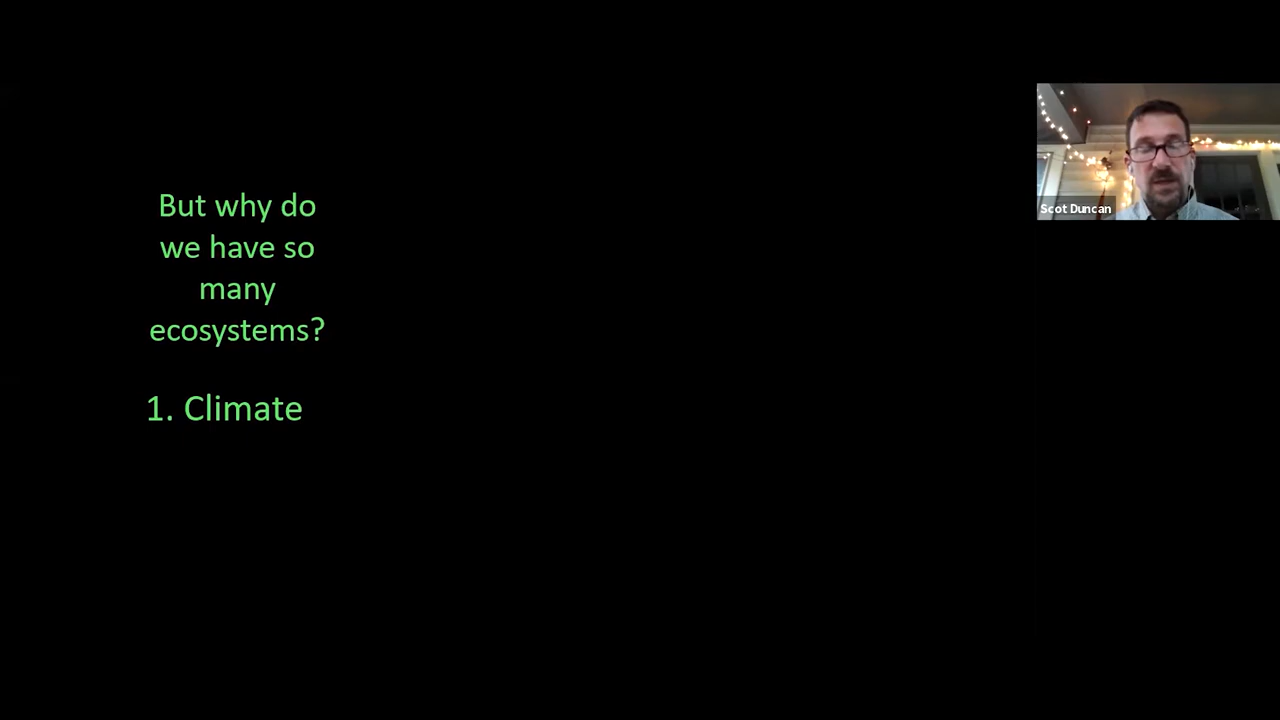 But why do
we have so
many
ecosystems?
1. Climate
Scot Duncan